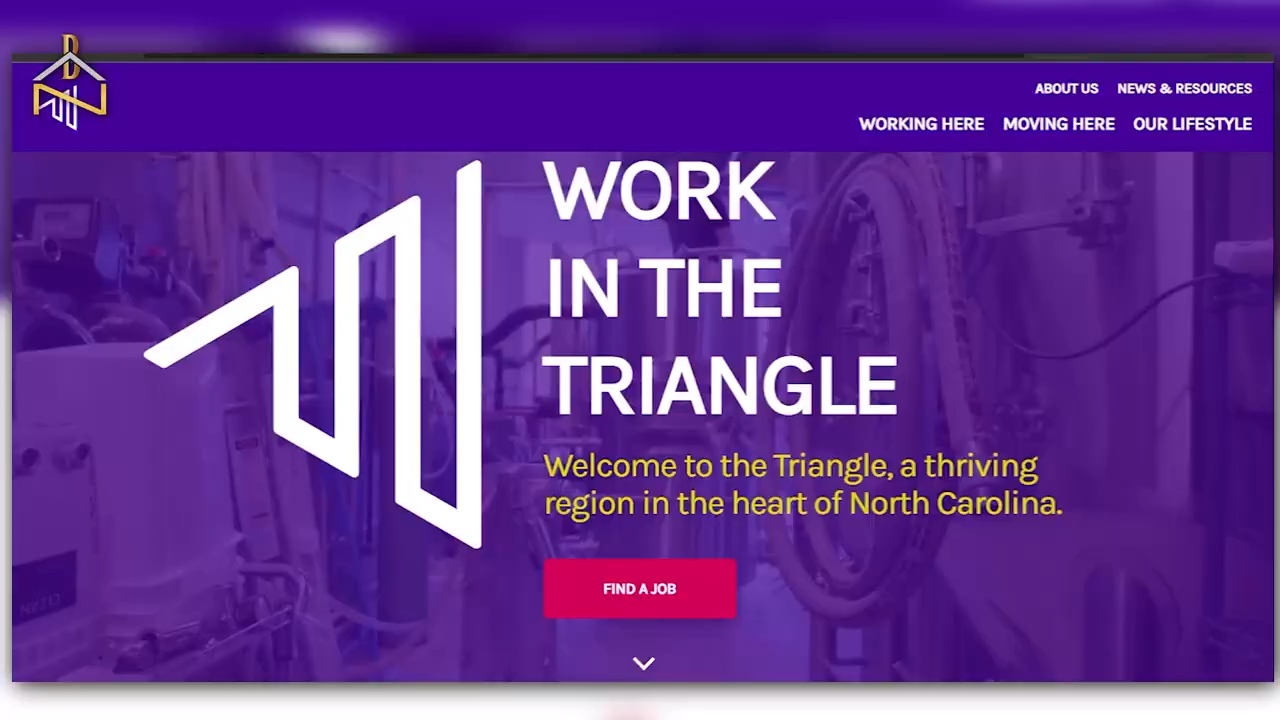 ABOUT US NEWS & RESOURCES
WORKING HERE MOVING HERE OUR LIFESTYLE
WORK
IN THE
TRIANGLE
Welcome to the Triangle, a thriving
region in the heart of North Carolina.
FIND A JOB